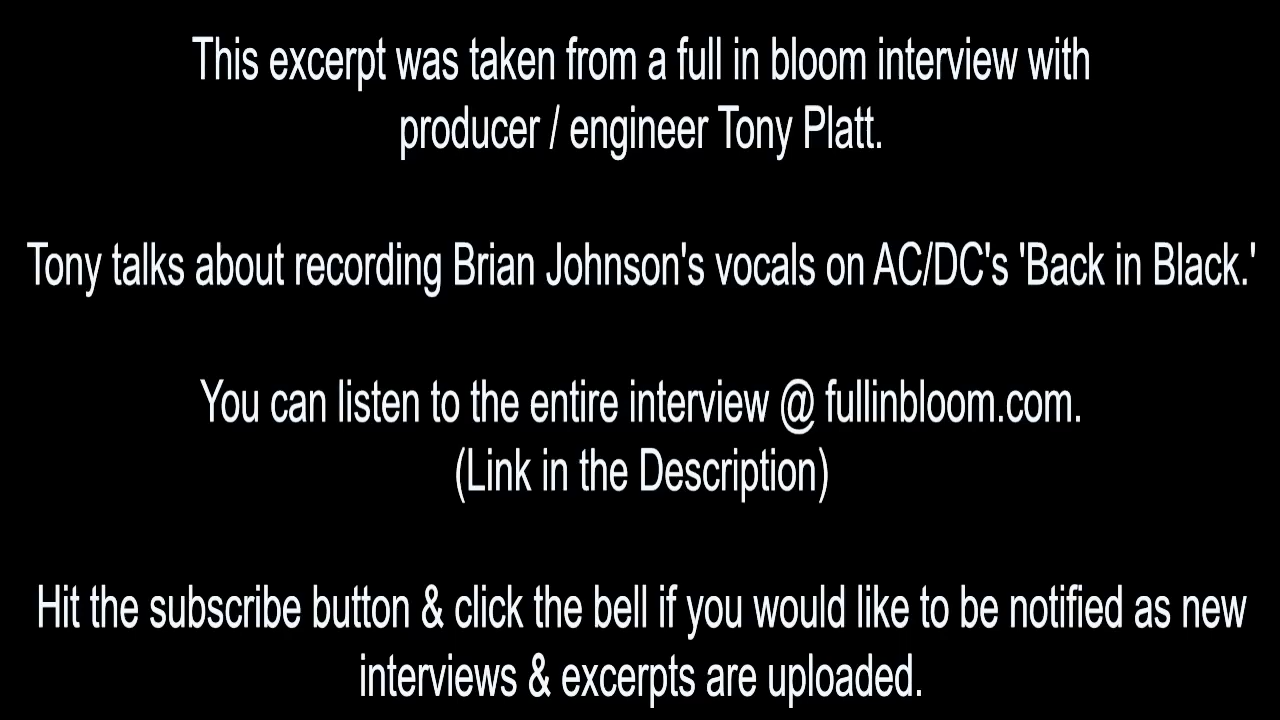 This excerpt was taken from a full in bloom interview with
producer / engineer Tony Platt.
Tony talks about recording Brian Johnson's vocals on AC/DC's 'Back in Black.'
You can listen to the entire interview @ fullinbloom.com.
(Link in the Description)
Hit the subscribe button & click the bell if you would like to be notified as new
interviews & excerpts are uploaded.